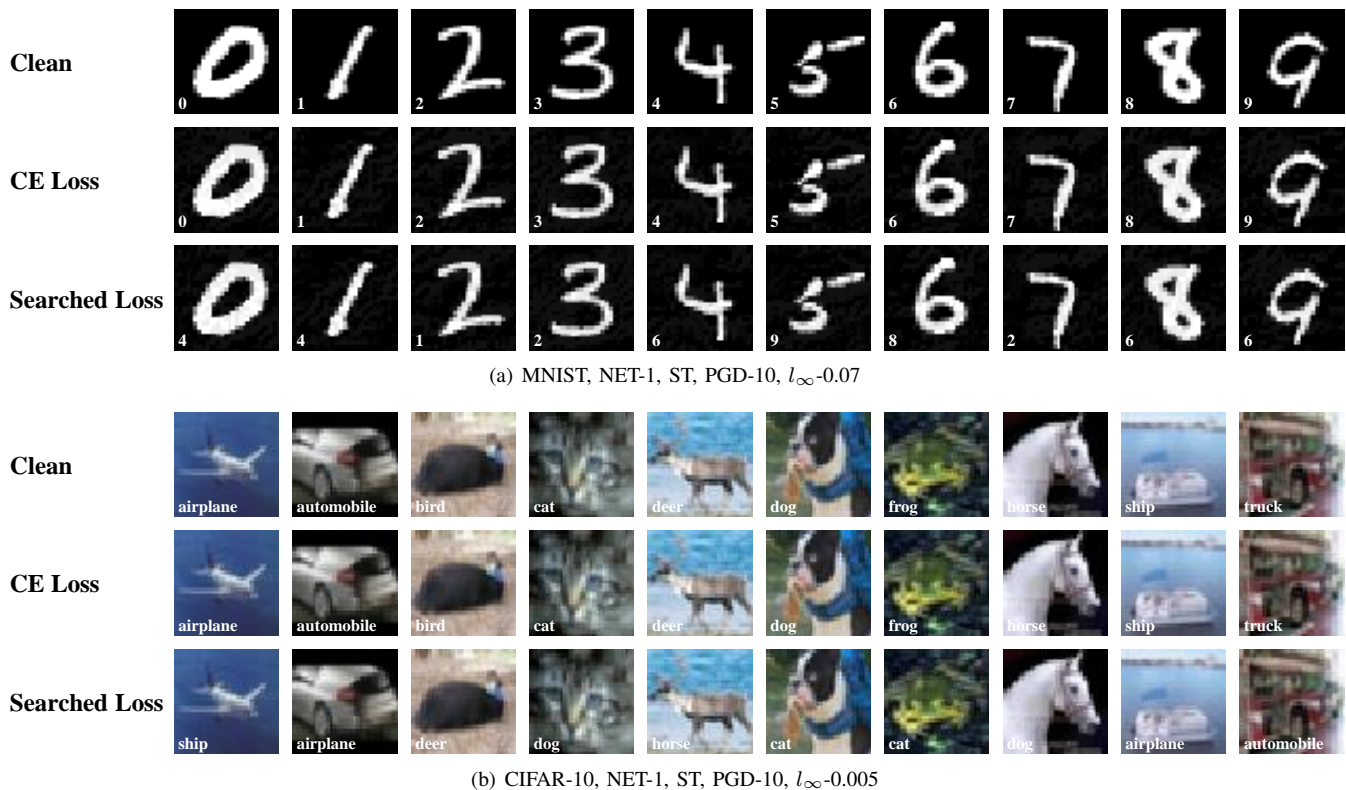 Clean
0 1 2 3 4 5 6 7 8 9
CE Loss
0 1 2 3 4 5 6 7 8 9
Searched Loss
4 4 1 2 6 9 8 2 6 6
(a) MNIST, NET-1, ST, PGD-10, l∞-0.07
Clean
airplane automobile bird cat deer dog frog horse ship truck
CE Loss
airplane automobile bird cat deer dog frog horse ship truck
Searched Loss
ship airplane deer dog horse cat cat dog airplane automobile
(b) CIFAR-10, NET-1, ST, PGD-10, l∞-0.005